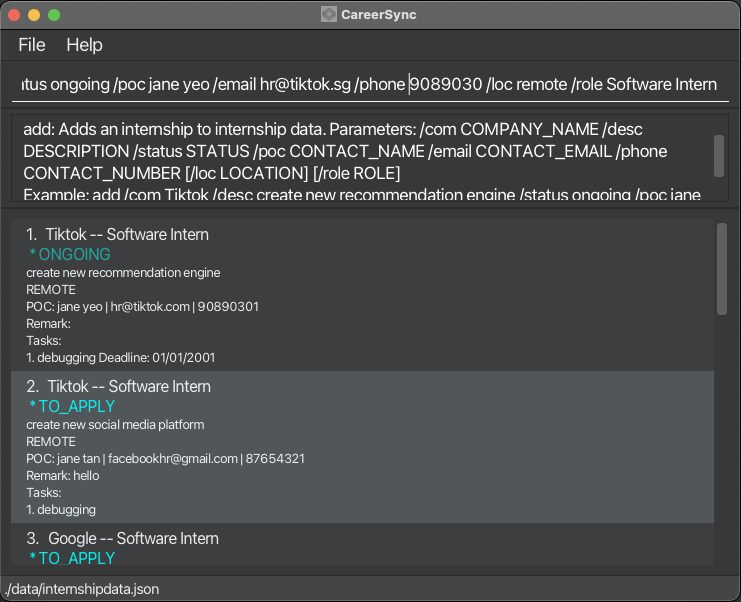 CareerSync
File Help
tus ongoing /poc jane yeo /email hr@tiktok.sg /phone 9089030 /loc remote /role Software Intern
add: Adds an internship to internship data. Parameters: /com COMPANY_NAME /desc
DESCRIPTION /status STATUS /poc CONTACT_NAME /email CONTACT_EMAIL /phone
CONTACT_NUMBER [/loc LOCATION] [/role ROLE]
Example: add /com Tiktok /desc create new recommendation engine /status ongoing /poc jane
1. Tiktok -- Software Intern
* ONGOING
create new recommendation engine
REMOTE
POC: jane yeo | hr@tiktok.com | 90890301
Remark:
Tasks:
1. debugging Deadline: 01/01/2001
2. Tiktok -- Software Intern
* TO_APPLY
create new social media platform
REMOTE
POC: jane tan | facebookhr@gmail.com | 87654321
Remark: hello
Tasks:
1. debugging
3. Google -- Software Intern
* TO_APPLY
./data/internshipdata.json